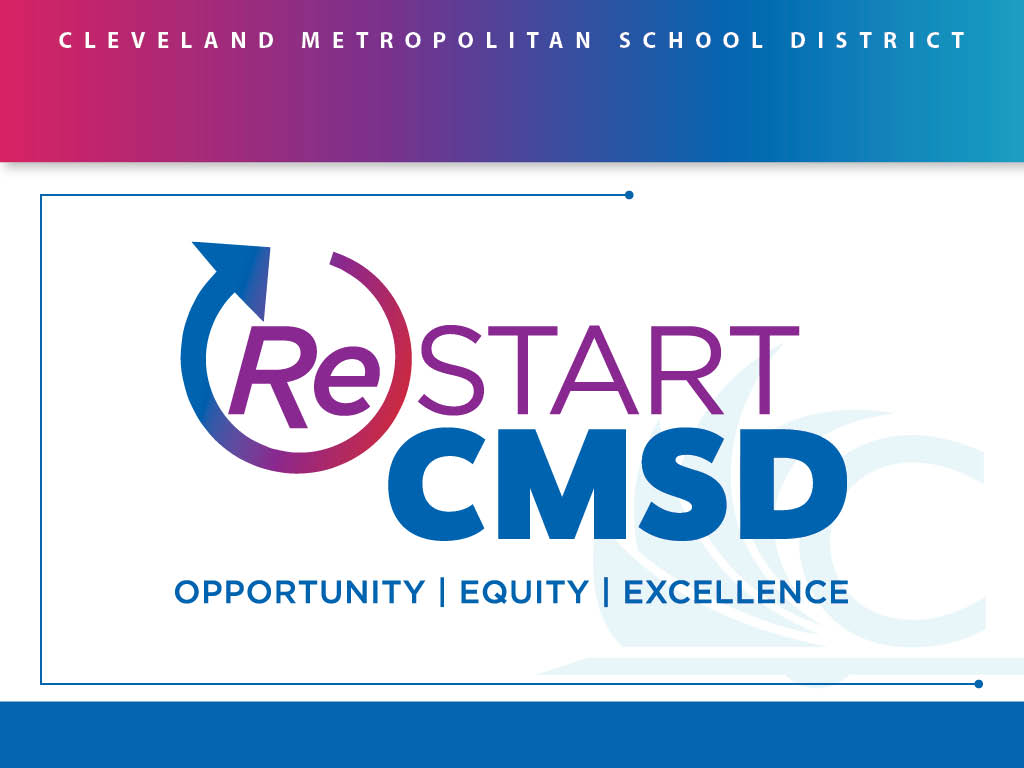 CLEVELAND METROPOLITAN SCHOOL DISTRICT
ReSTART
CMSD
OPPORTUNITY | EQUITY | EXCELLENCE